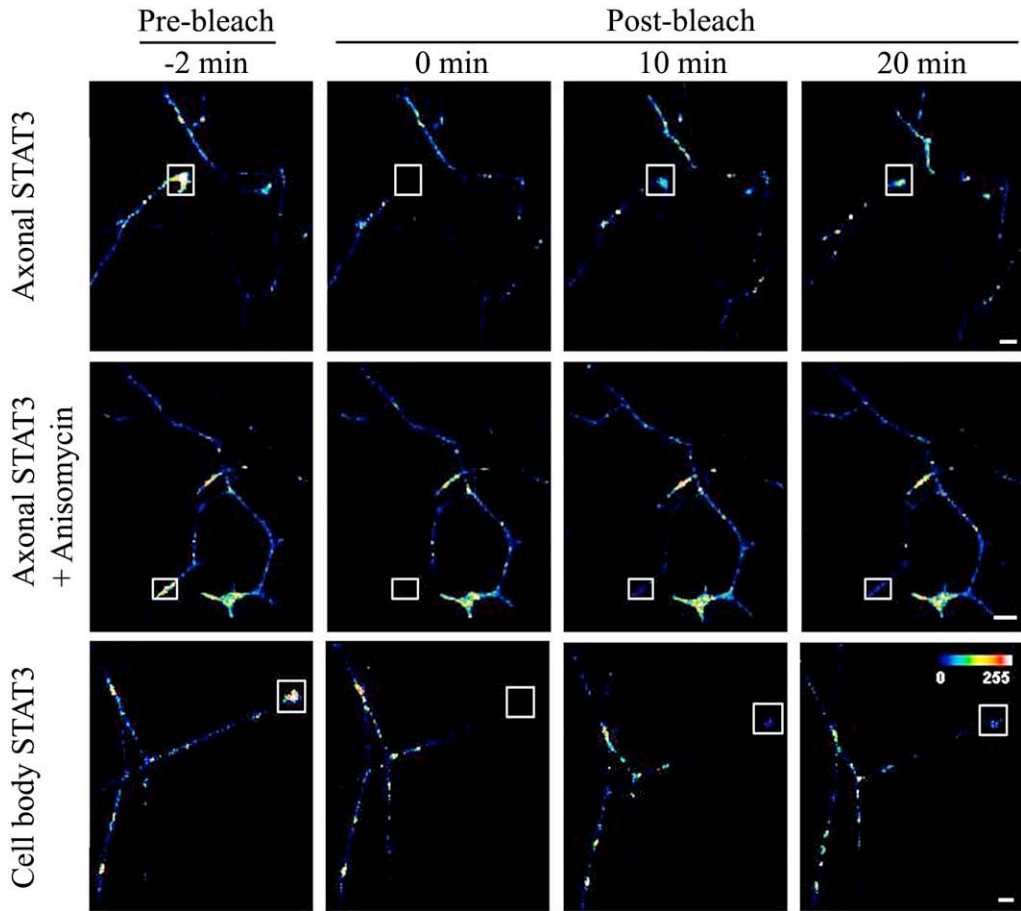 Pre-bleach
Post-bleach
-2 min
0 min
10 min
20 min
Axonal STAT3
Axonal STAT3
+ Anisomycin
Cell body STAT3
0
255